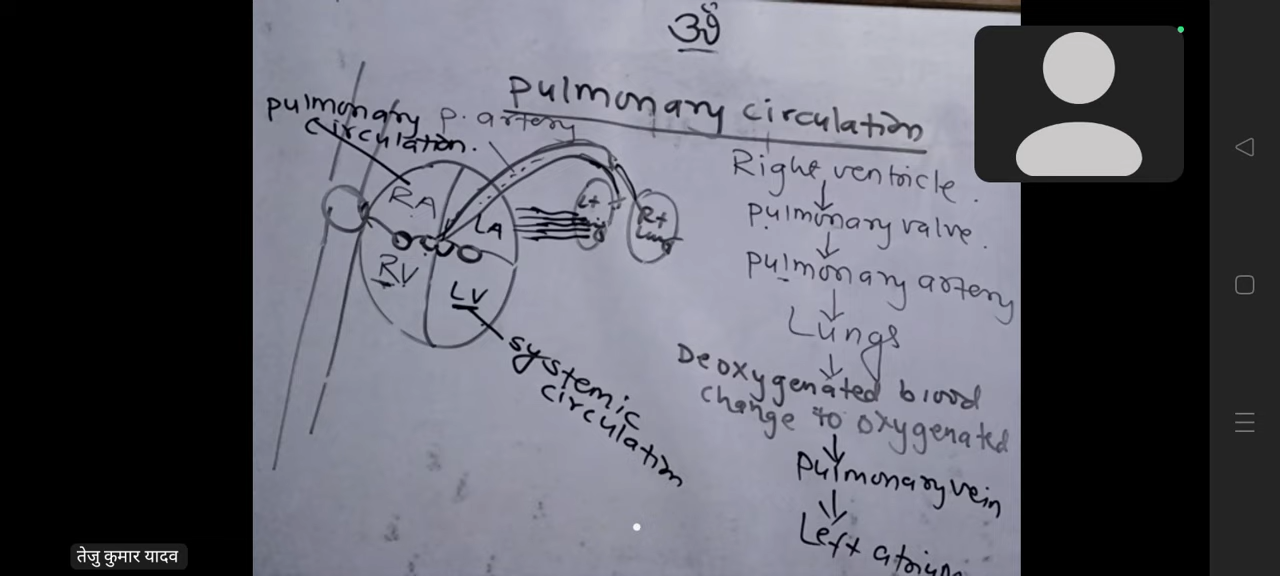 ॐ
Pulmonary circulation
pulmonary
circulation.
P. artery
RA
LA
RV
LV
Lt
Rt
Lung
systemic
circulation
Right ventricle.
Pulmonary valve.
Pulmonary artery
Lungs
Deoxygenated blood
change to oxygenated
Pulmonary vein
Left atrium
तेजु कुमार यादव